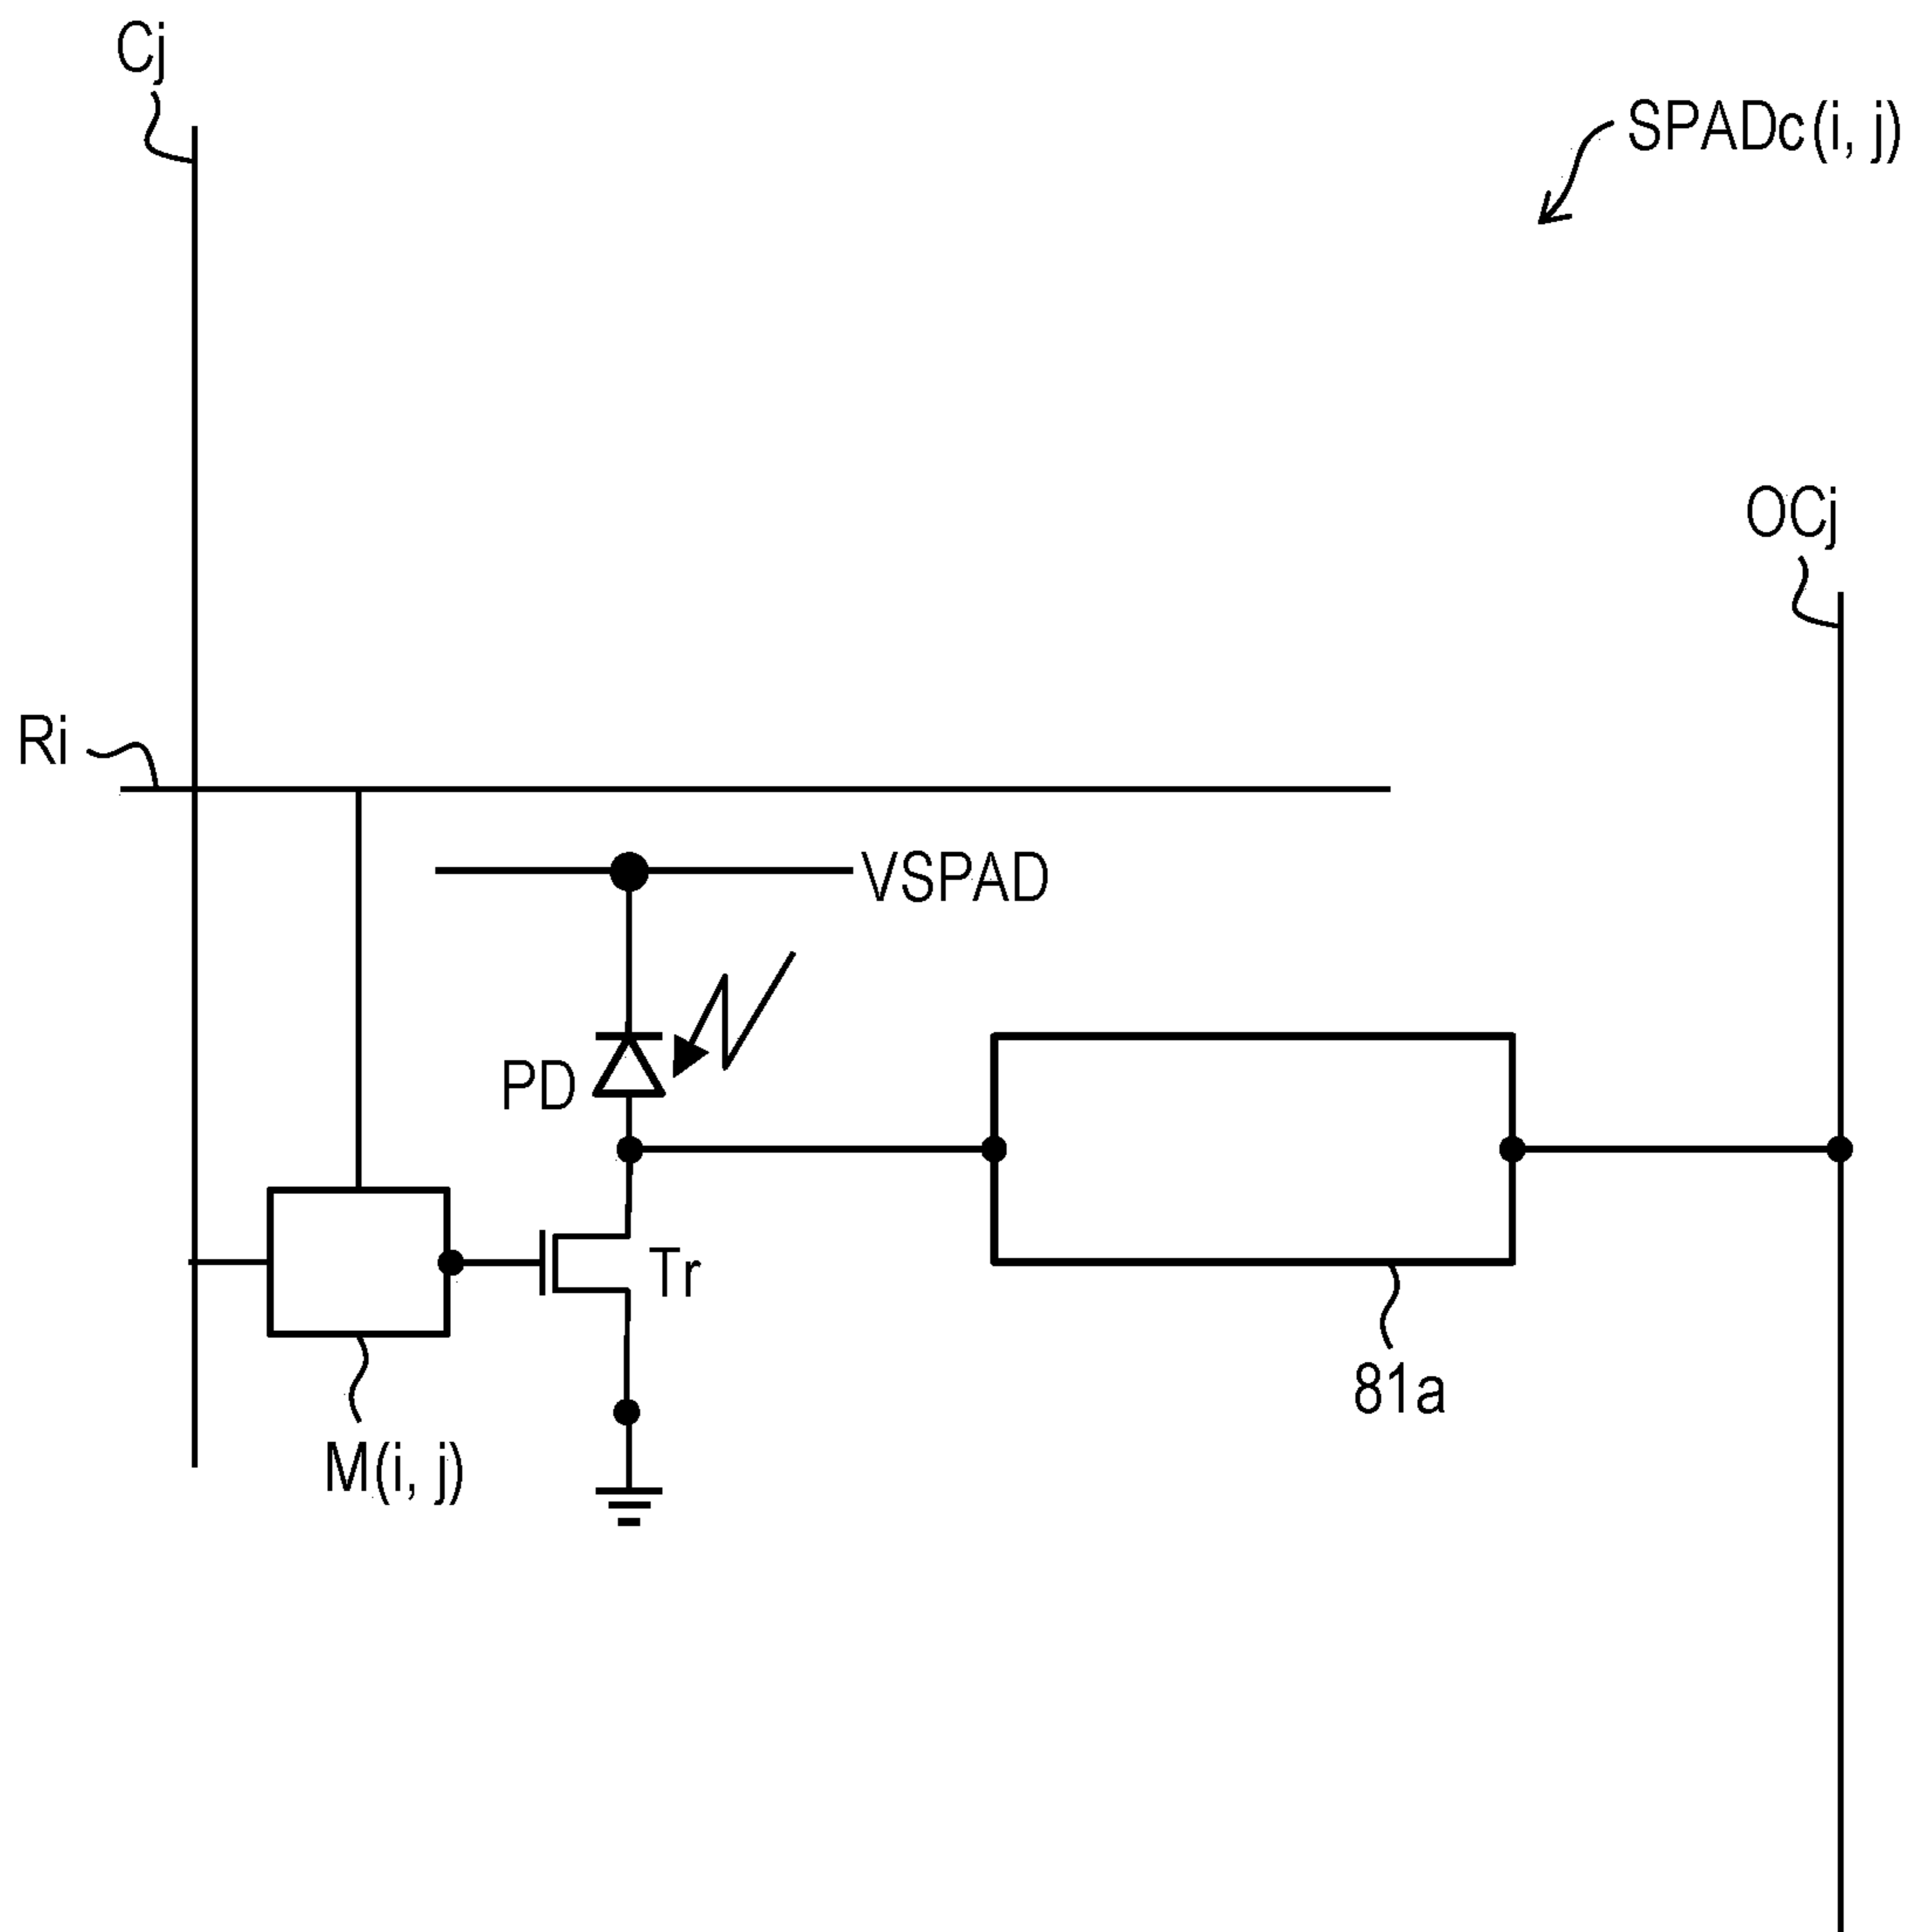 Cj
SPADc(i, j)
OCj
Ri
VSPAD
PD
Tr
81a
M(i, j)